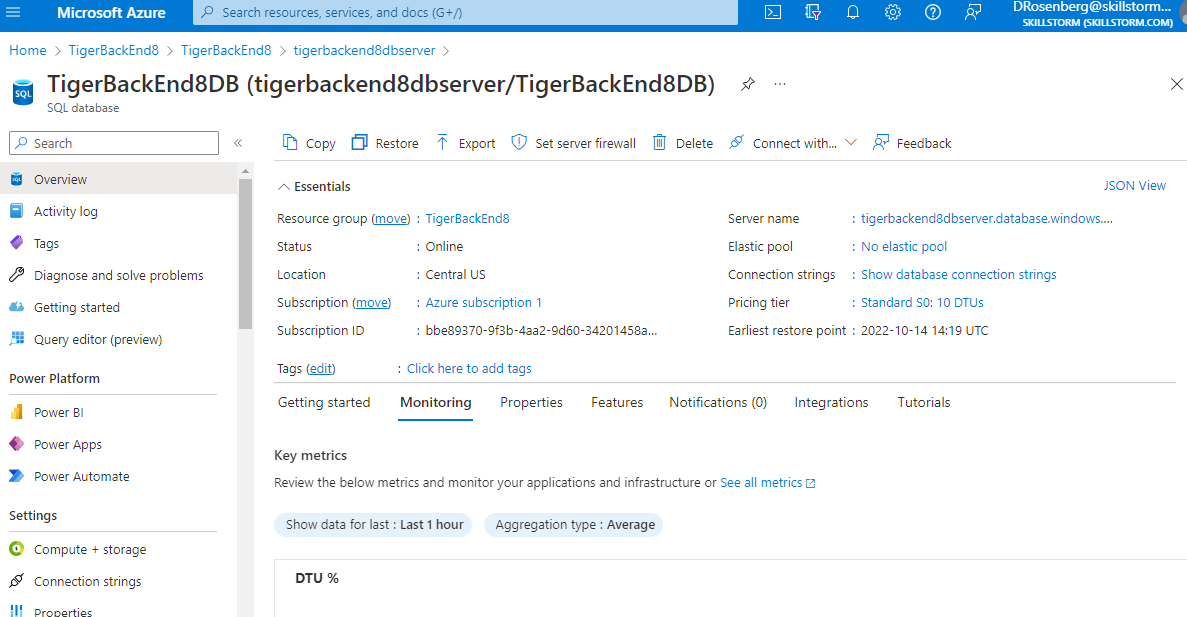 Microsoft Azure
Search resources, services, and docs (G+/)
DRosenberg@skillstorm...
SKILLSTORM (SKILLSTORM.COM)
Home > TigerBackEnd8 > TigerBackEnd8 > tigerbackend8dbserver >
SQL
TigerBackEnd8DB (tigerbackend8dbserver/TigerBackEnd8DB)
...
SQL database
Search
«
Overview
Activity log
Tags
Diagnose and solve problems
Getting started
Query editor (preview)
Power Platform
Power BI
Power Apps
Power Automate
Settings
Compute + storage
Connection strings
Properties
Copy Restore Export Set server firewall Delete Connect with... Feedback
Essentials
JSON View
Resource group (move) : TigerBackEnd8
Status : Online
Location : Central US
Subscription (move) : Azure subscription 1
Subscription ID : bbe89370-9f3b-4aa2-9d60-34201458a...
Server name : tigerbackend8dbserver.database.windows....
Elastic pool : No elastic pool
Connection strings : Show database connection strings
Pricing tier : Standard S0: 10 DTUs
Earliest restore point : 2022-10-14 14:19 UTC
Tags (edit) : Click here to add tags
Getting started Monitoring Properties Features Notifications (0) Integrations Tutorials
Key metrics
Review the below metrics and monitor your applications and infrastructure or See all metrics
Show data for last : Last 1 hour Aggregation type : Average
DTU %